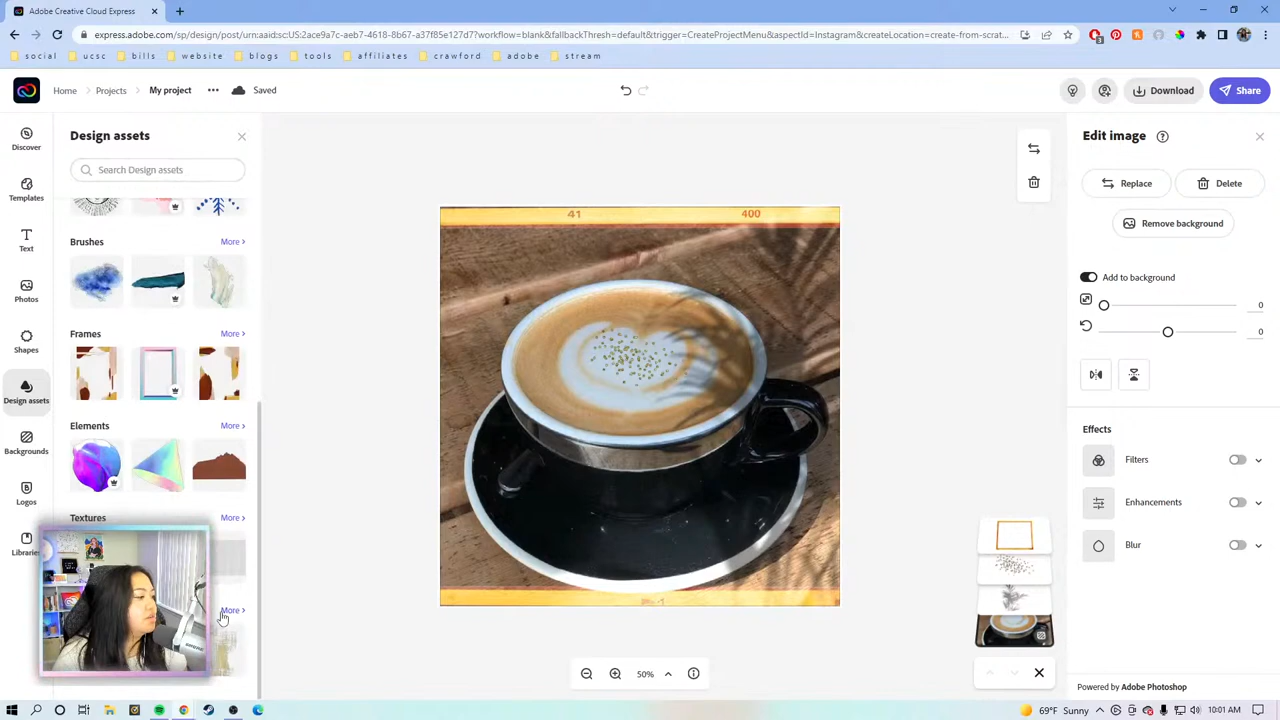 Adobe Creative Cloud Express
express.adobe.com/sp/design/post/urn:aaid:scUS:2ace9a7c-aeb7-4618-8b67-a37f85e127d7?workflow=blank&fallbackThresh=default&trigger=CreateProjectMenu&aspectId=Instagram&createLocation=create-from-scrat...
social ucsc bills webdev blogs tools affiliates crawford adobe stream
Home Projects My project ... Saved Download Share
Discover
Templates
Text
Photos
Shapes
Design assets
Backgrounds
Logos
Libraries
Design assets
Search Design assets
Brushes More >
Frames More >
Elements More >
Textures More >
More >
41 400
50%
Edit image
Replace Delete
Remove background
Add to background
0
0
Effects
Filters
Enhancements
Blur
Powered by Adobe Photoshop
69°F Sunny 10:01 AM